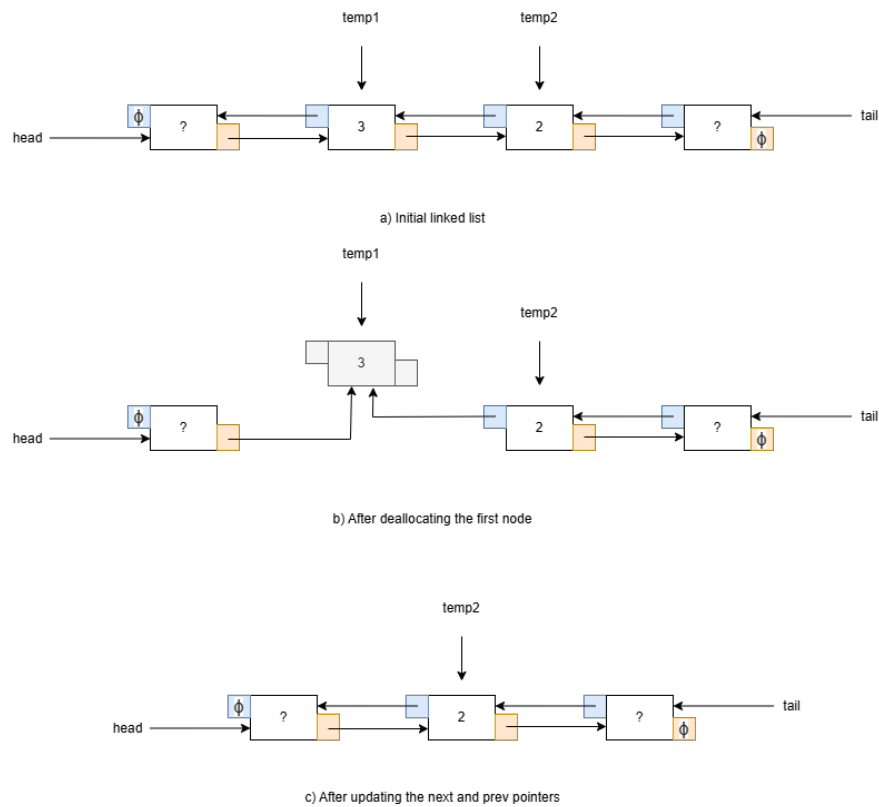 temp1 temp2
ϕ ? 3 2 ? tail
head ϕ
a) Initial linked list
temp1
temp2
3
ϕ ? 2 ? tail
head ϕ
b) After deallocating the first node
temp2
ϕ ? 2 ? tail
head ϕ
c) After updating the next and prev pointers